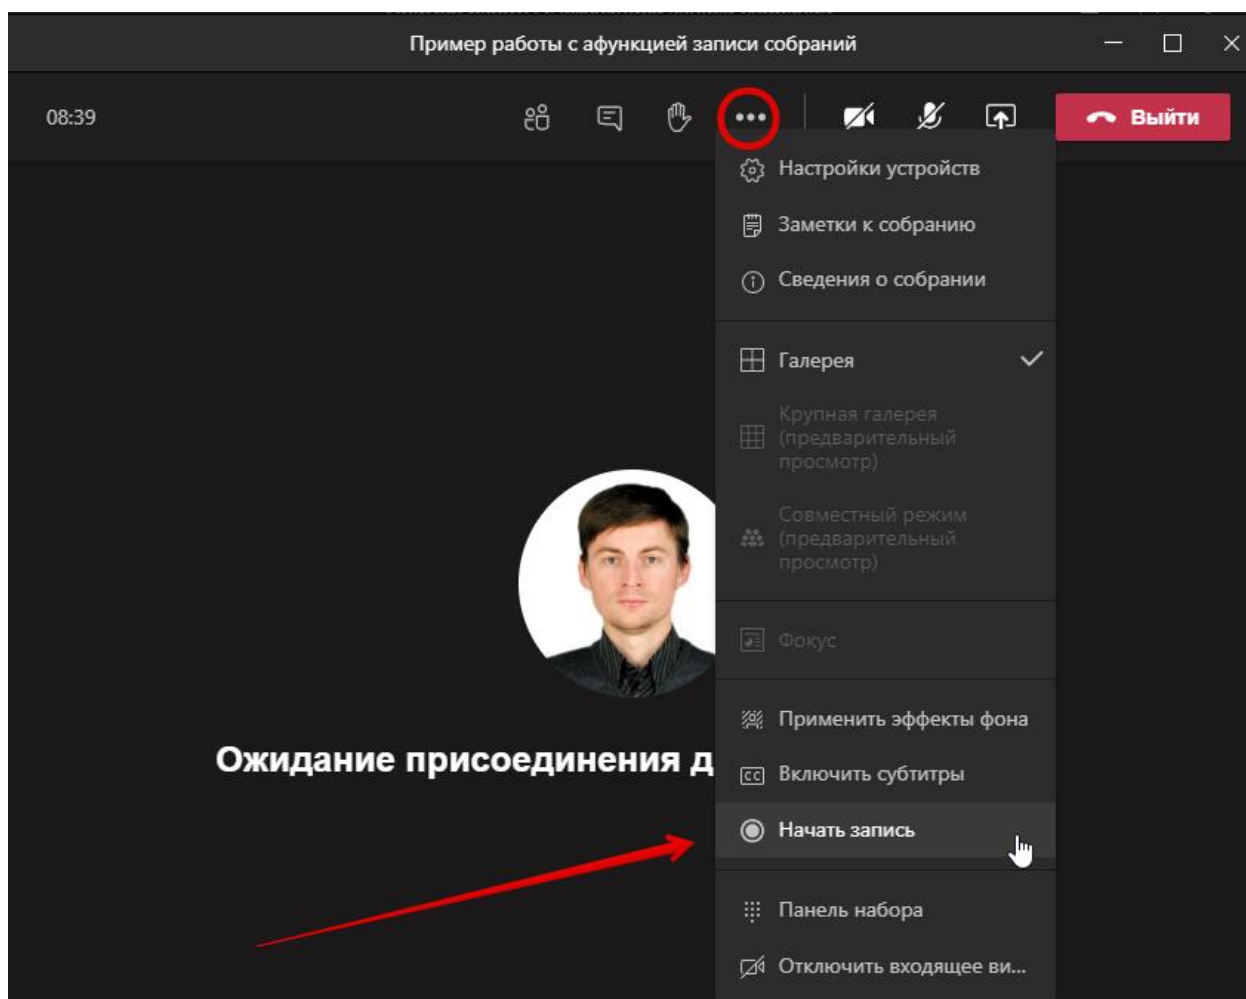 Пример работы с афункцией записи собраний
08:39
Выйти
Настройки устройств
Заметки к собранию
Сведения о собрании
Галерея
Крупная галерея
(предварительный
просмотр)
Совместный режим
(предварительный
просмотр)
Фокус
Применить эффекты фона
Ожидание присоединения д
CC Включить субтитры
Начать запись
Панель набора
Отключить входящее ви...